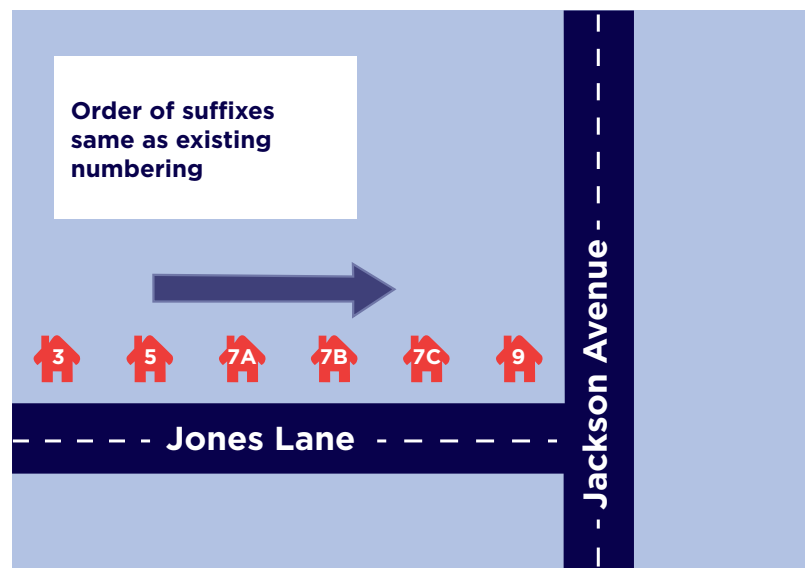 Order of suffixes
same as existing
numbering
3 5 7A 7B 7C 9
Jones Lane
Jackson Avenue